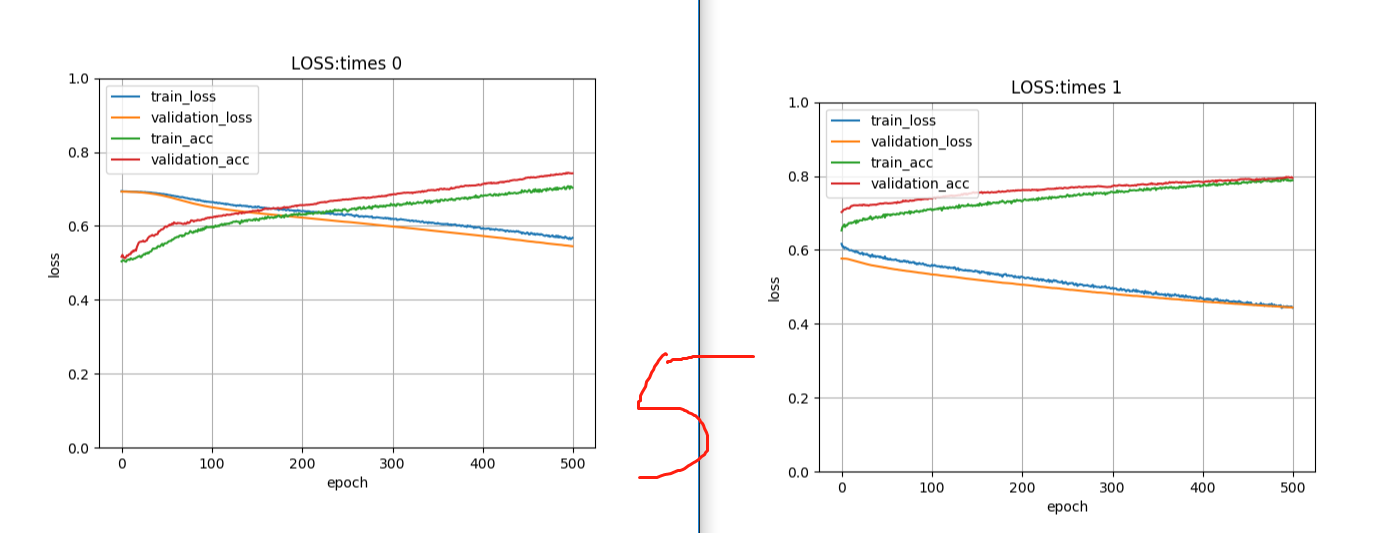 LOSS:times 0
1.0
train_loss
validation_loss
train_acc
validation_acc
0.8
0.6
loss
0.4
0.2
0.0
0 100 200 300 400 500
epoch
5
LOSS:times 1
1.0
train_loss
validation_loss
train_acc
validation_acc
0.8
0.6
loss
0.4
0.2
0.0
0 100 200 300 400 500
epoch